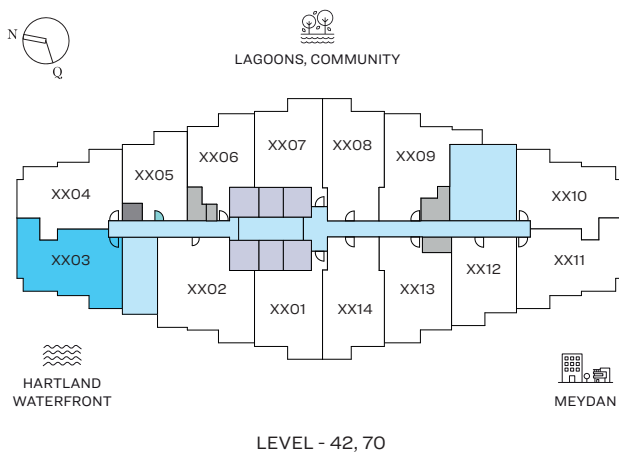 N
Q
LAGOONS, COMMUNITY
XX07
XX08
XX06
XX09
XX05
XX04
XX10
XX03
XX11
XX12
XX02
XX13
XX01
XX14
HARTLAND
WATERFRONT
MEYDAN
LEVEL - 42, 70